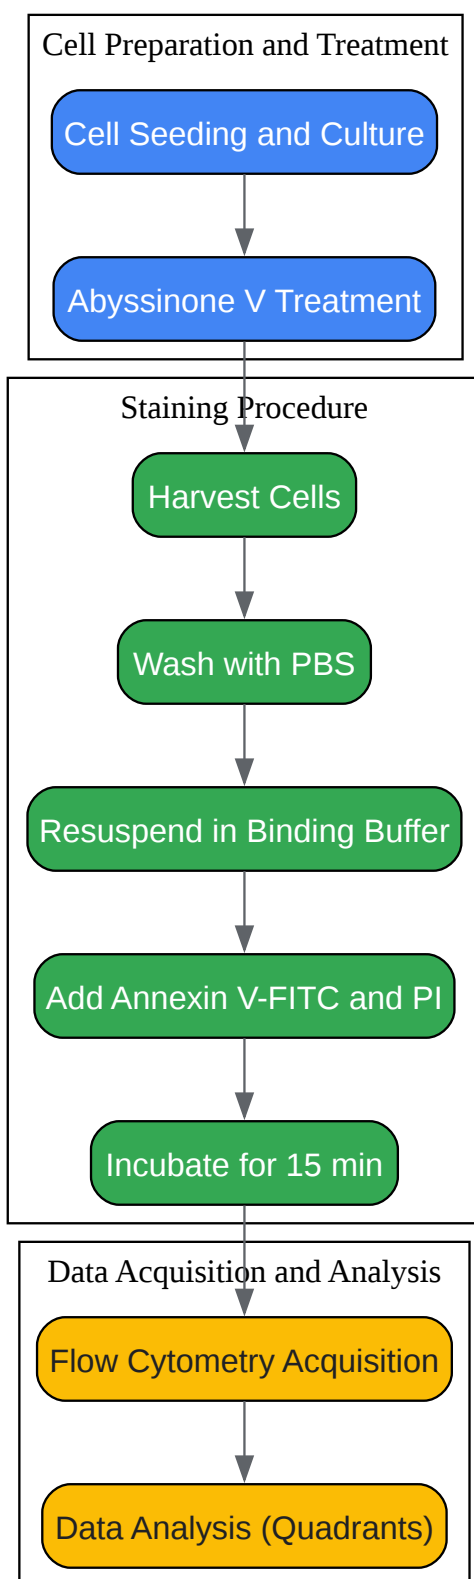 Cell Preparation and Treatment
Cell Seeding and Culture
Abyssinone V Treatment
Staining Procedure
Harvest Cells
Wash with PBS
Resuspend in Binding Buffer
Add Annexin V-FITC and PI
Incubate for 15 min
Data Acquisition and Analysis
Flow Cytometry Acquisition
Data Analysis (Quadrants)